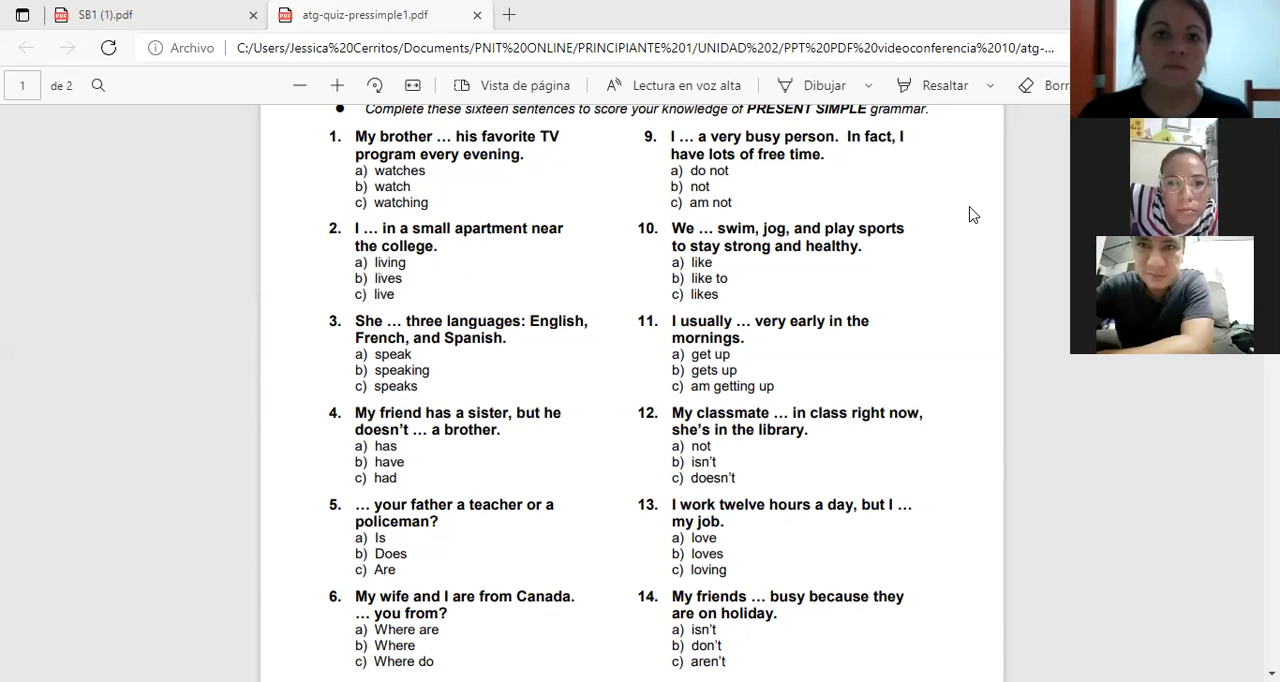 SB1 (1).pdf
atg-quiz-pressimple1.pdf
Archivo
C:/Users/Jessica%20Cerritos/Documents/PNIT%20ONLINE/PRINCIPIANTE%201/UNIDAD%202/PPT%20PDF%20videoconferencia%2010/atg-...
1
de 2
Vista de página
Lectura en voz alta
Dibujar
Resaltar
Borr
● Complete these sixteen sentences to score your knowledge of PRESENT SIMPLE grammar.
1. My brother … his favorite TV
program every evening.
a) watches
b) watch
c) watching
2. I … in a small apartment near
the college.
a) living
b) lives
c) live
3. She … three languages: English,
French, and Spanish.
a) speak
b) speaking
c) speaks
4. My friend has a sister, but he
doesn’t … a brother.
a) has
b) have
c) had
5. … your father a teacher or a
policeman?
a) Is
b) Does
c) Are
6. My wife and I are from Canada.
… you from?
a) Where are
b) Where
c) Where do
9. I … a very busy person. In fact, I
have lots of free time.
a) do not
b) not
c) am not
10. We … swim, jog, and play sports
to stay strong and healthy.
a) like
b) like to
c) likes
11. I usually … very early in the
mornings.
a) get up
b) gets up
c) am getting up
12. My classmate … in class right now,
she’s in the library.
a) not
b) isn’t
c) doesn’t
13. I work twelve hours a day, but I …
my job.
a) love
b) loves
c) loving
14. My friends … busy because they
are on holiday.
a) isn’t
b) don’t
c) aren’t